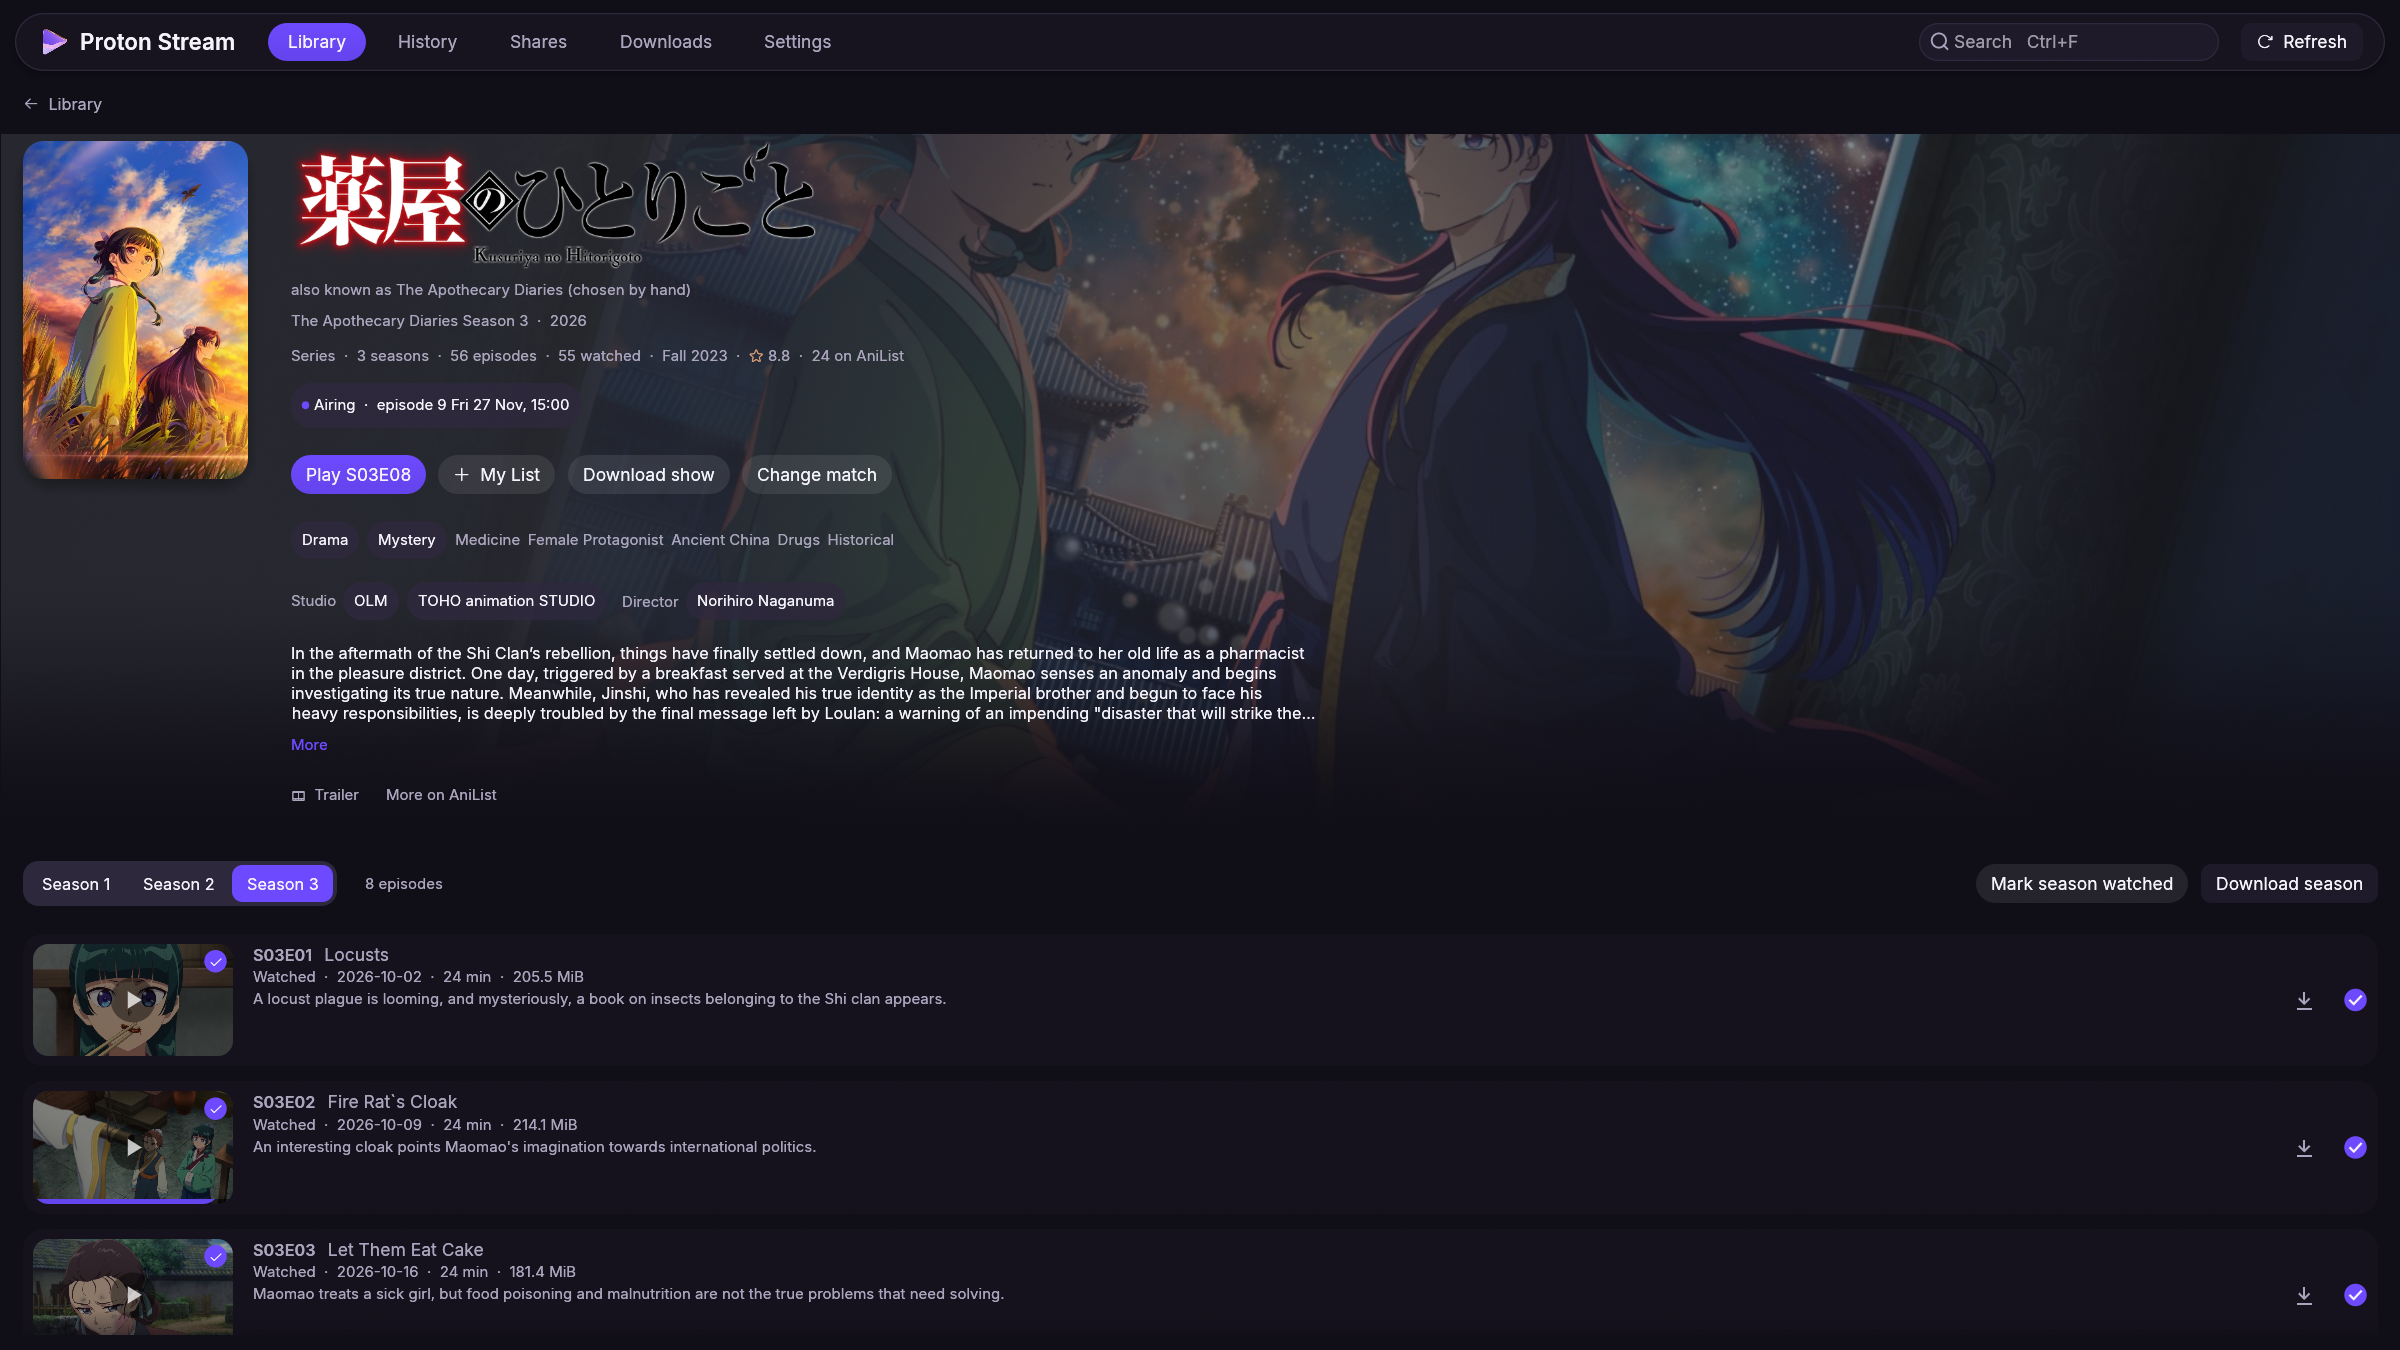 Proton Stream Library History Shares Downloads Settings Search Ctrl+F Refresh
Library
薬屋のひとりごと
Kusuriya no Hitorigoto
also known as The Apothecary Diaries (chosen by hand)
The Apothecary Diaries Season 3 · 2026
Series · 3 seasons · 56 episodes · 55 watched · Fall 2023 · 8.8 · 24 on AniList
Airing · episode 9 Fri 27 Nov, 15:00
Play S03E08 My List Download show Change match
Drama Mystery Medicine Female Protagonist Ancient China Drugs Historical
Studio OLM TOHO animation STUDIO Director Norihiro Naganuma
In the aftermath of the Shi Clan’s rebellion, things have finally settled down, and Maomao has returned to her old life as a pharmacist
in the pleasure district. One day, triggered by a breakfast served at the Verdigris House, Maomao senses an anomaly and begins
investigating its true nature. Meanwhile, Jinshi, who has revealed his true identity as the Imperial brother and begun to face his
heavy responsibilities, is deeply troubled by the final message left by Loulan: a warning of an impending "disaster that will strike the...
More
Trailer More on AniList
Season 1 Season 2 Season 3 8 episodes Mark season watched Download season
S03E01 Locusts
Watched · 2026-10-02 · 24 min · 205.5 MiB
A locust plague is looming, and mysteriously, a book on insects belonging to the Shi clan appears.
S03E02 Fire Rat`s Cloak
Watched · 2026-10-09 · 24 min · 214.1 MiB
An interesting cloak points Maomao's imagination towards international politics.
S03E03 Let Them Eat Cake
Watched · 2026-10-16 · 24 min · 181.4 MiB
Maomao treats a sick girl, but food poisoning and malnutrition are not the true problems that need solving.